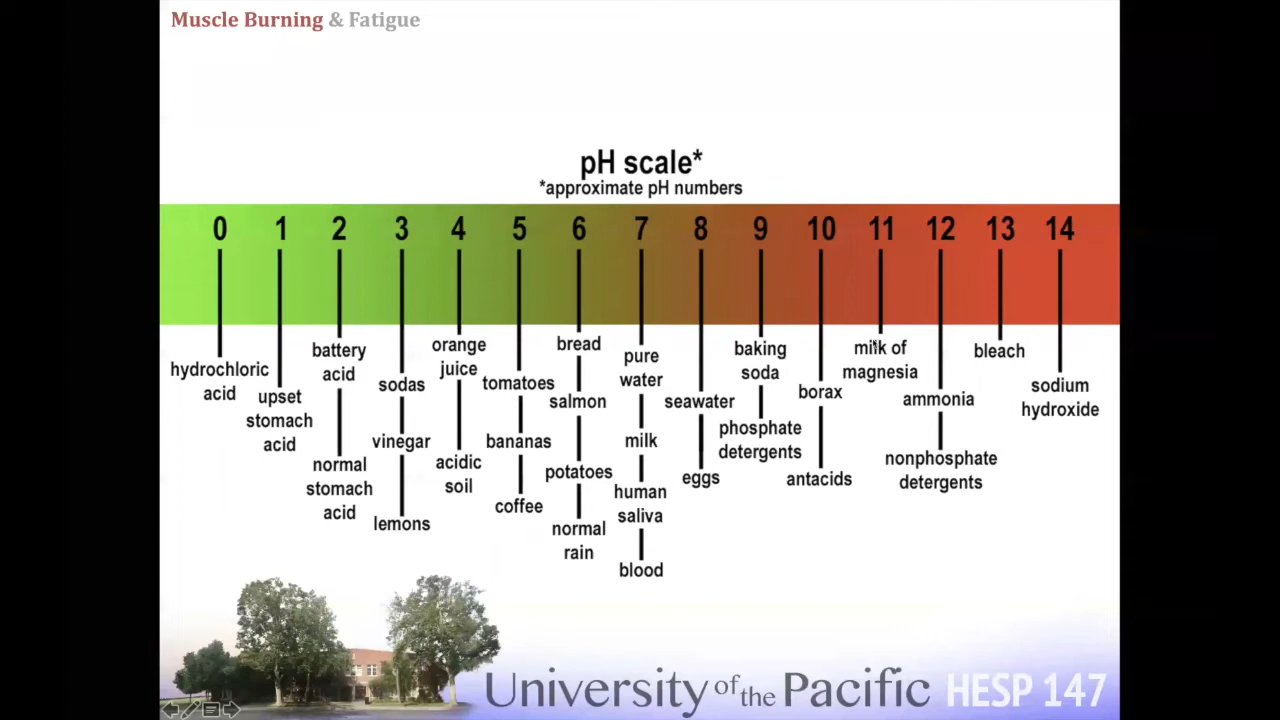 Muscle Burning & Fatigue
pH scale*
*approximate pH numbers
0 1 2 3 4 5 6 7 8 9 10 11 12 13 14
hydrochloric
acid
upset
stomach
acid
battery
acid
normal
stomach
acid
sodas
vinegar
lemons
orange
juice
acidic
soil
tomatoes
bananas
coffee
bread
salmon
potatoes
normal
rain
pure
water
milk
human
saliva
blood
seawater
eggs
baking
soda
phosphate
detergents
borax
antacids
milk of
magnesia
ammonia
nonphosphate
detergents
bleach
sodium
hydroxide
University of the Pacific HESP 147